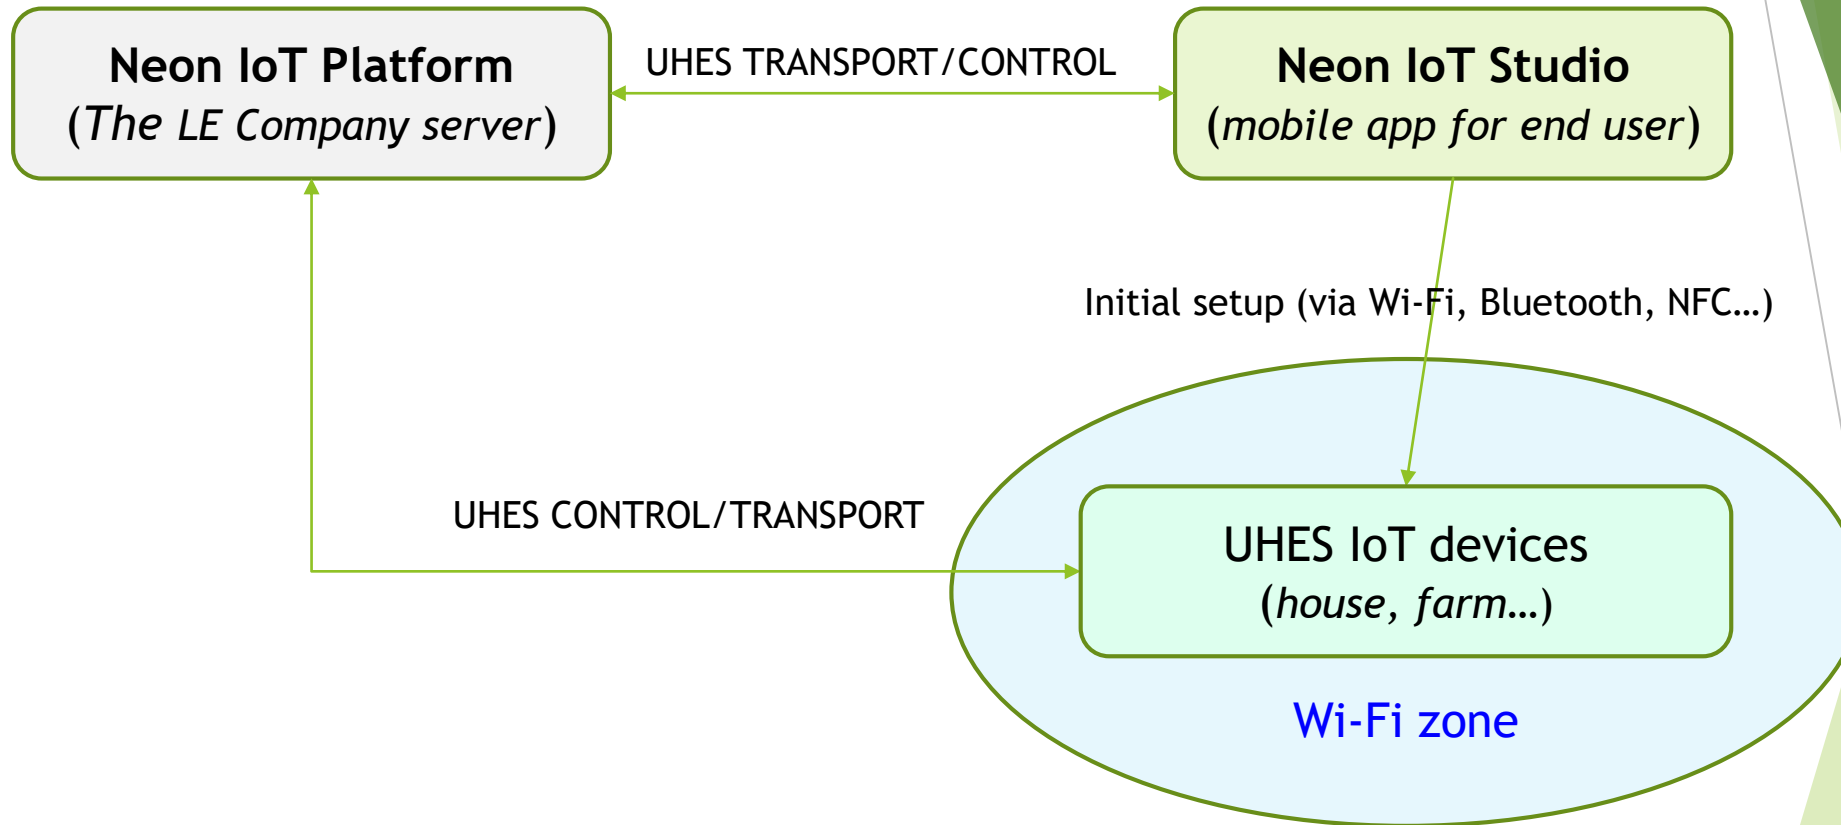 Neon IoT Platform
(The LE Company server)
UHES TRANSPORT/CONTROL
Neon IoT Studio
(mobile app for end user)
Initial setup (via Wi-Fi, Bluetooth, NFC…)
UHES CONTROL/TRANSPORT
UHES IoT devices
(house, farm…)
Wi-Fi zone